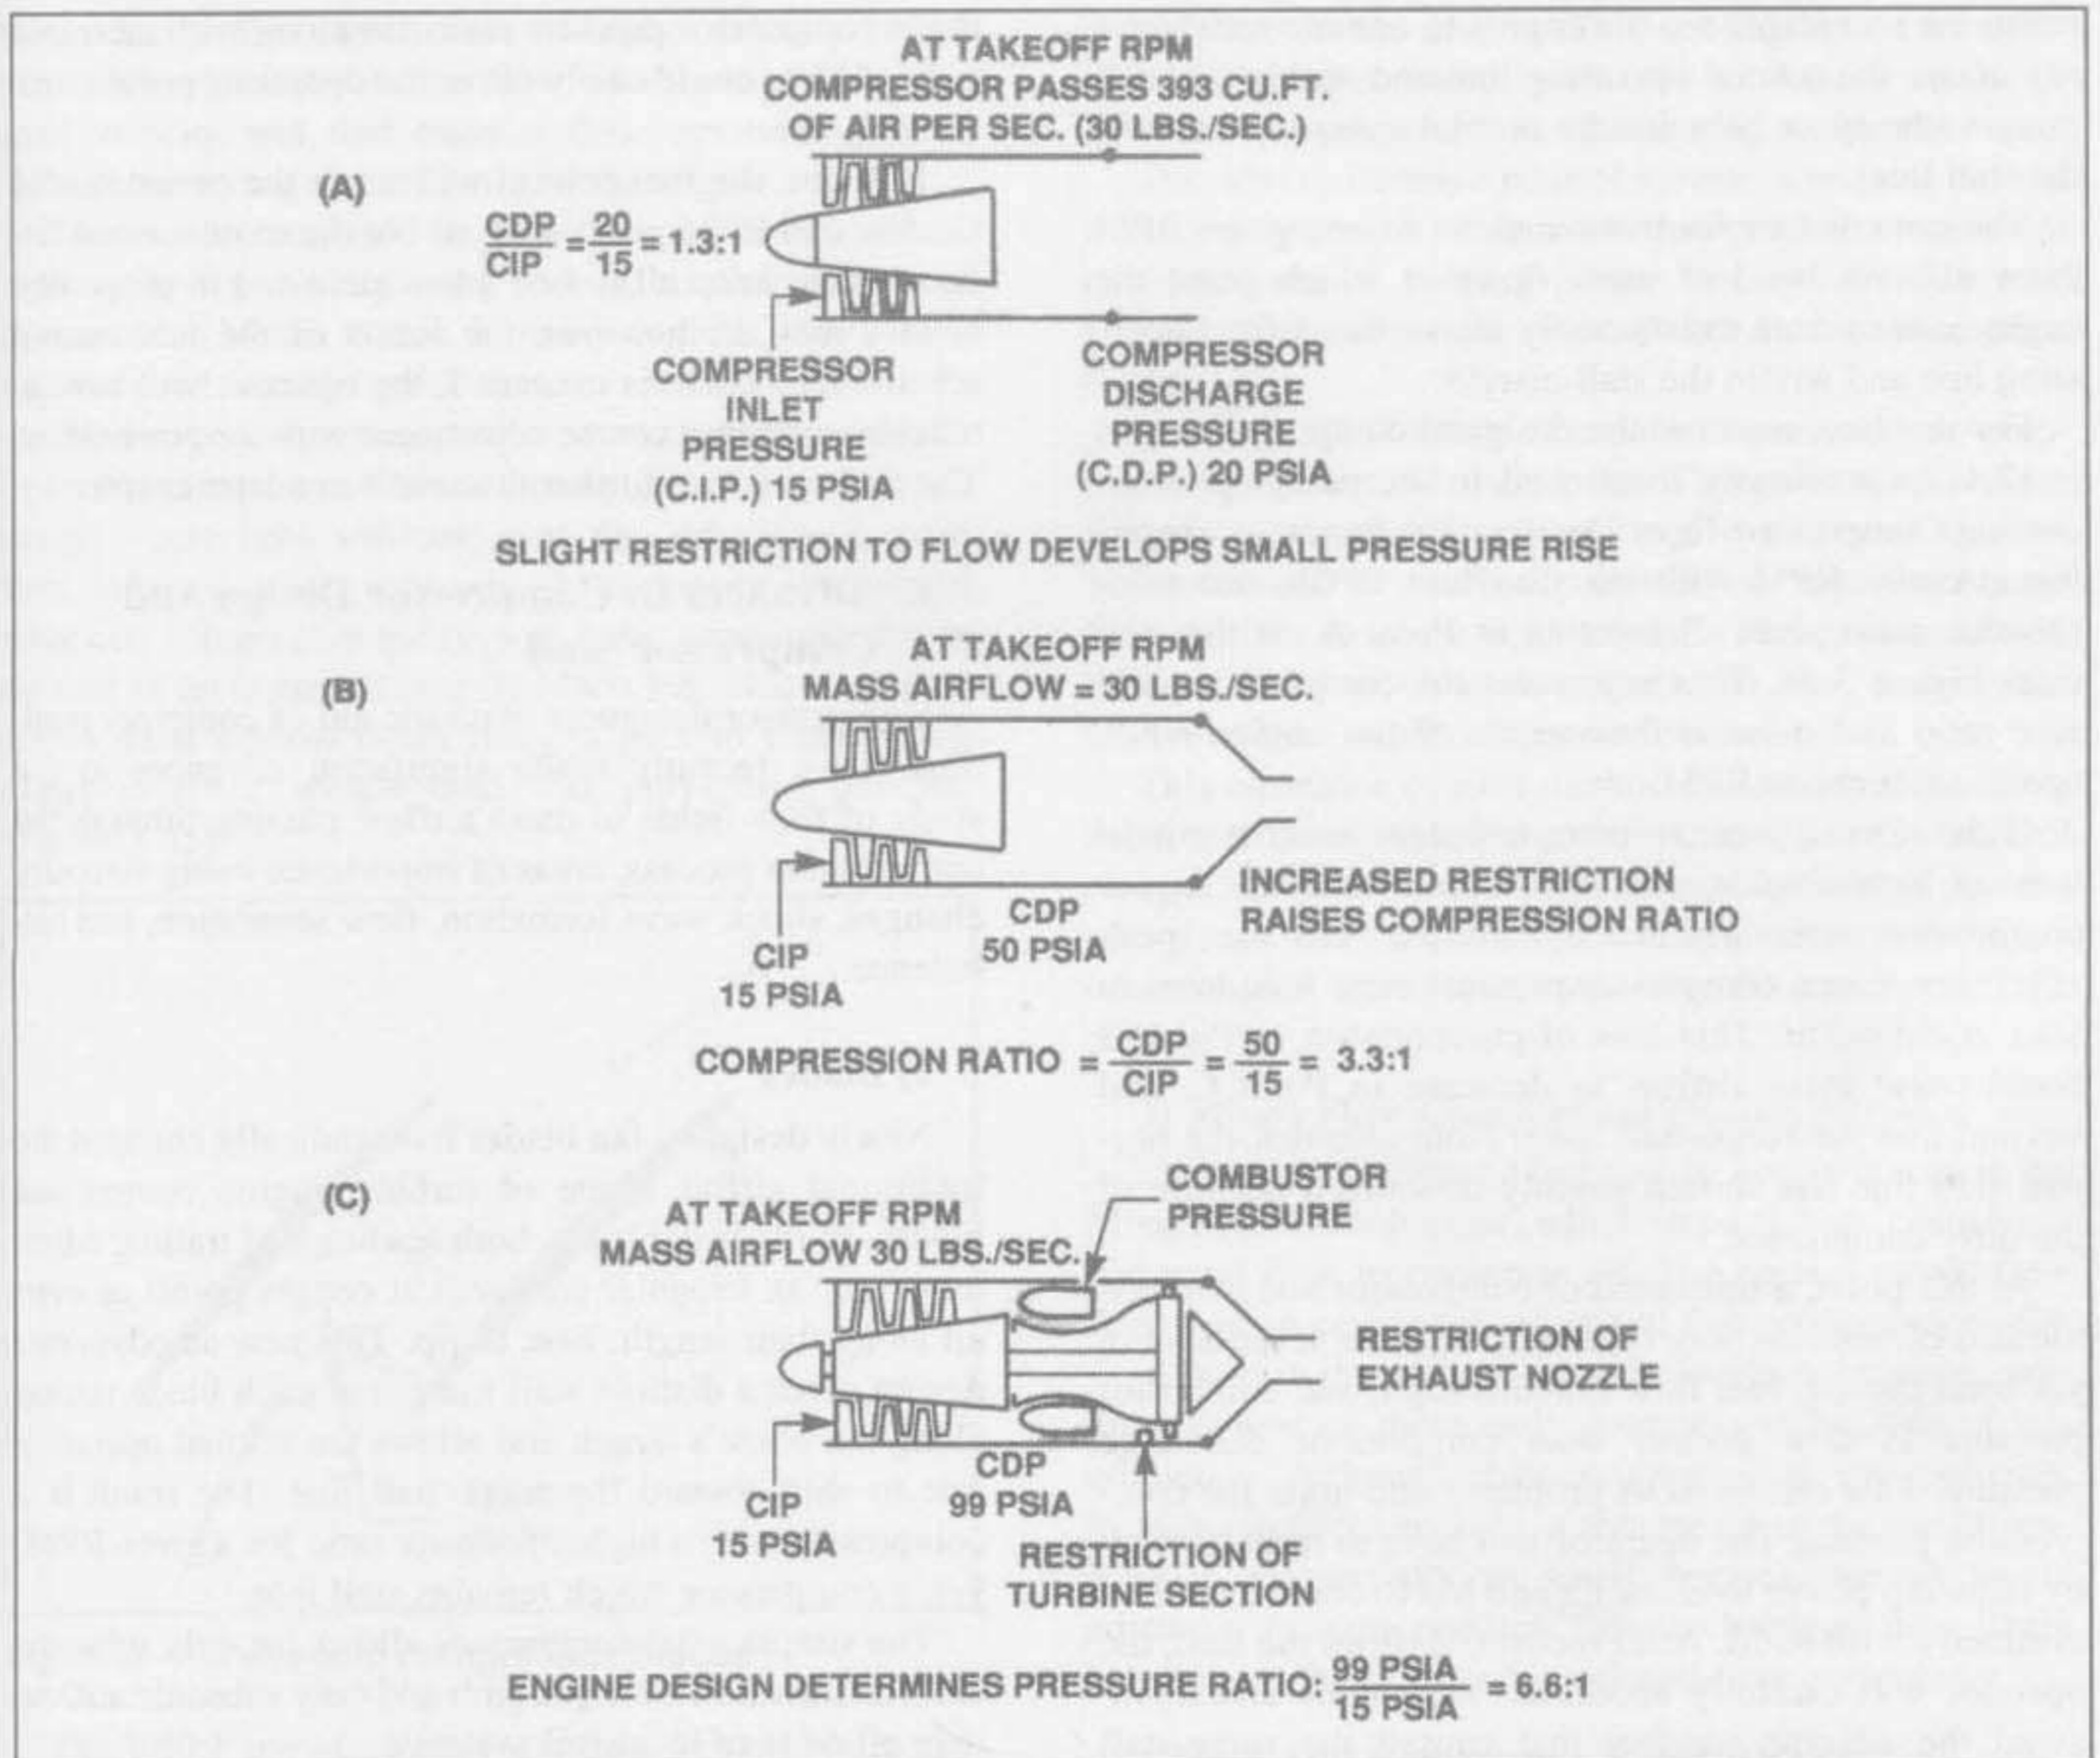 AT TAKEOFF RPM
COMPRESSOR PASSES 393 CU.FT.
OF AIR PER SEC. (30 LBS./SEC.)
(A)
CDP/CIP = 20/15 = 1.3:1
COMPRESSOR
INLET
PRESSURE
(C.I.P.) 15 PSIA
COMPRESSOR
DISCHARGE
PRESSURE
(C.D.P.) 20 PSIA
SLIGHT RESTRICTION TO FLOW DEVELOPS SMALL PRESSURE RISE
(B)
AT TAKEOFF RPM
MASS AIRFLOW = 30 LBS./SEC.
INCREASED RESTRICTION
RAISES COMPRESSION RATIO
CDP
50 PSIA
CIP
15 PSIA
COMPRESSION RATIO = CDP/CIP = 50/15 = 3.3:1
(C)
AT TAKEOFF RPM
MASS AIRFLOW 30 LBS./SEC.
COMBUSTOR
PRESSURE
RESTRICTION OF
EXHAUST NOZZLE
CDP
99 PSIA
CIP
15 PSIA
RESTRICTION OF
TURBINE SECTION
ENGINE DESIGN DETERMINES PRESSURE RATIO: 99 PSIA/15 PSIA = 6.6:1